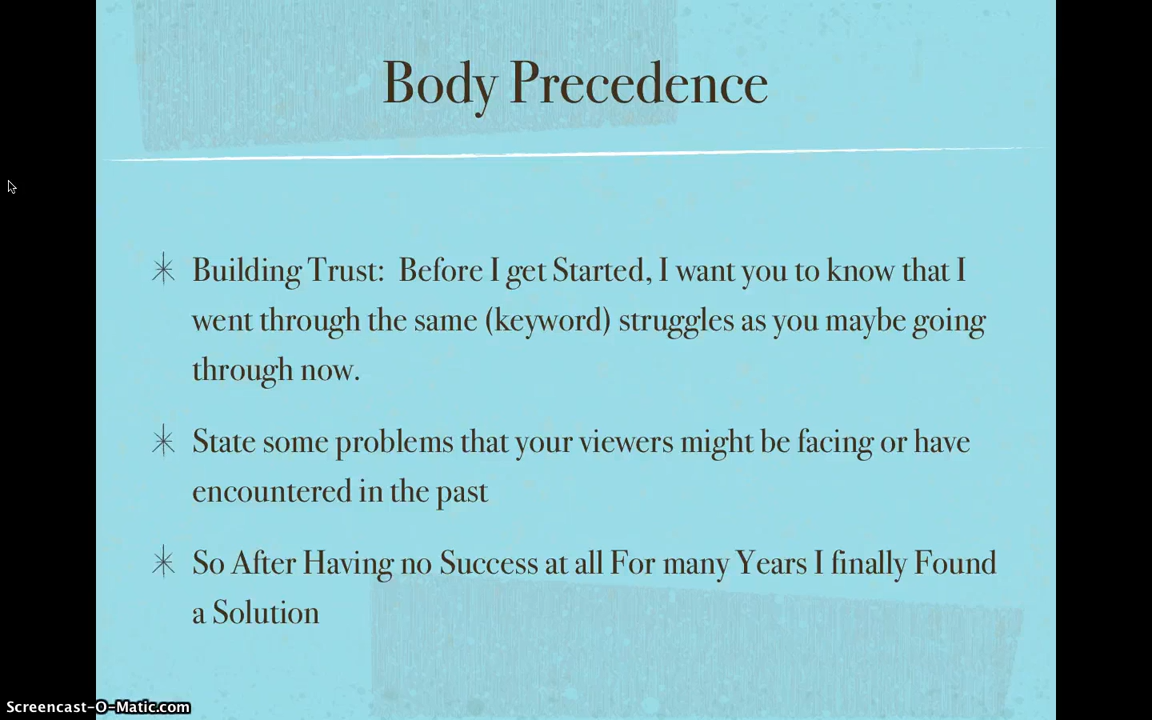 Body Precedence
Building Trust:  Before I get Started, I want you to know that I
went through the same (keyword) struggles as you maybe going
through now.
State some problems that your viewers might be facing or have
encountered in the past
So After Having no Success at all For many Years I finally Found
a Solution
Screencast-O-Matic.com